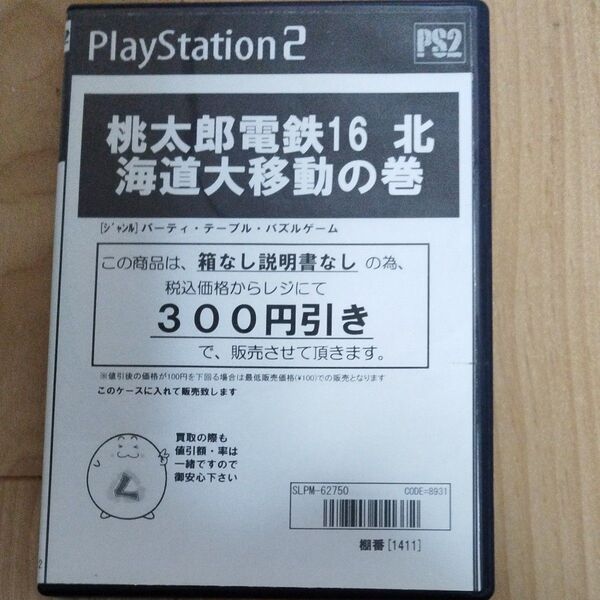 2
PlayStation 2
PS2
桃太郎電鉄16 北
海道大移動の巻
[ｼﾞｬﾝﾙ] パーティ・テーブル・パズルゲーム
この商品は、箱なし説明書なし の為、
税込価格からレジにて
３００円引き
で、販売させて頂きます。
※値引後の価格が100円を下回る場合は最低販売価格(¥100)での販売となります
このケースに入れて販売致します
買取の際も
値引額・率は
一緒ですので
御安心下さい
SLPM-62750 CODE=8931
棚番[1411]
2